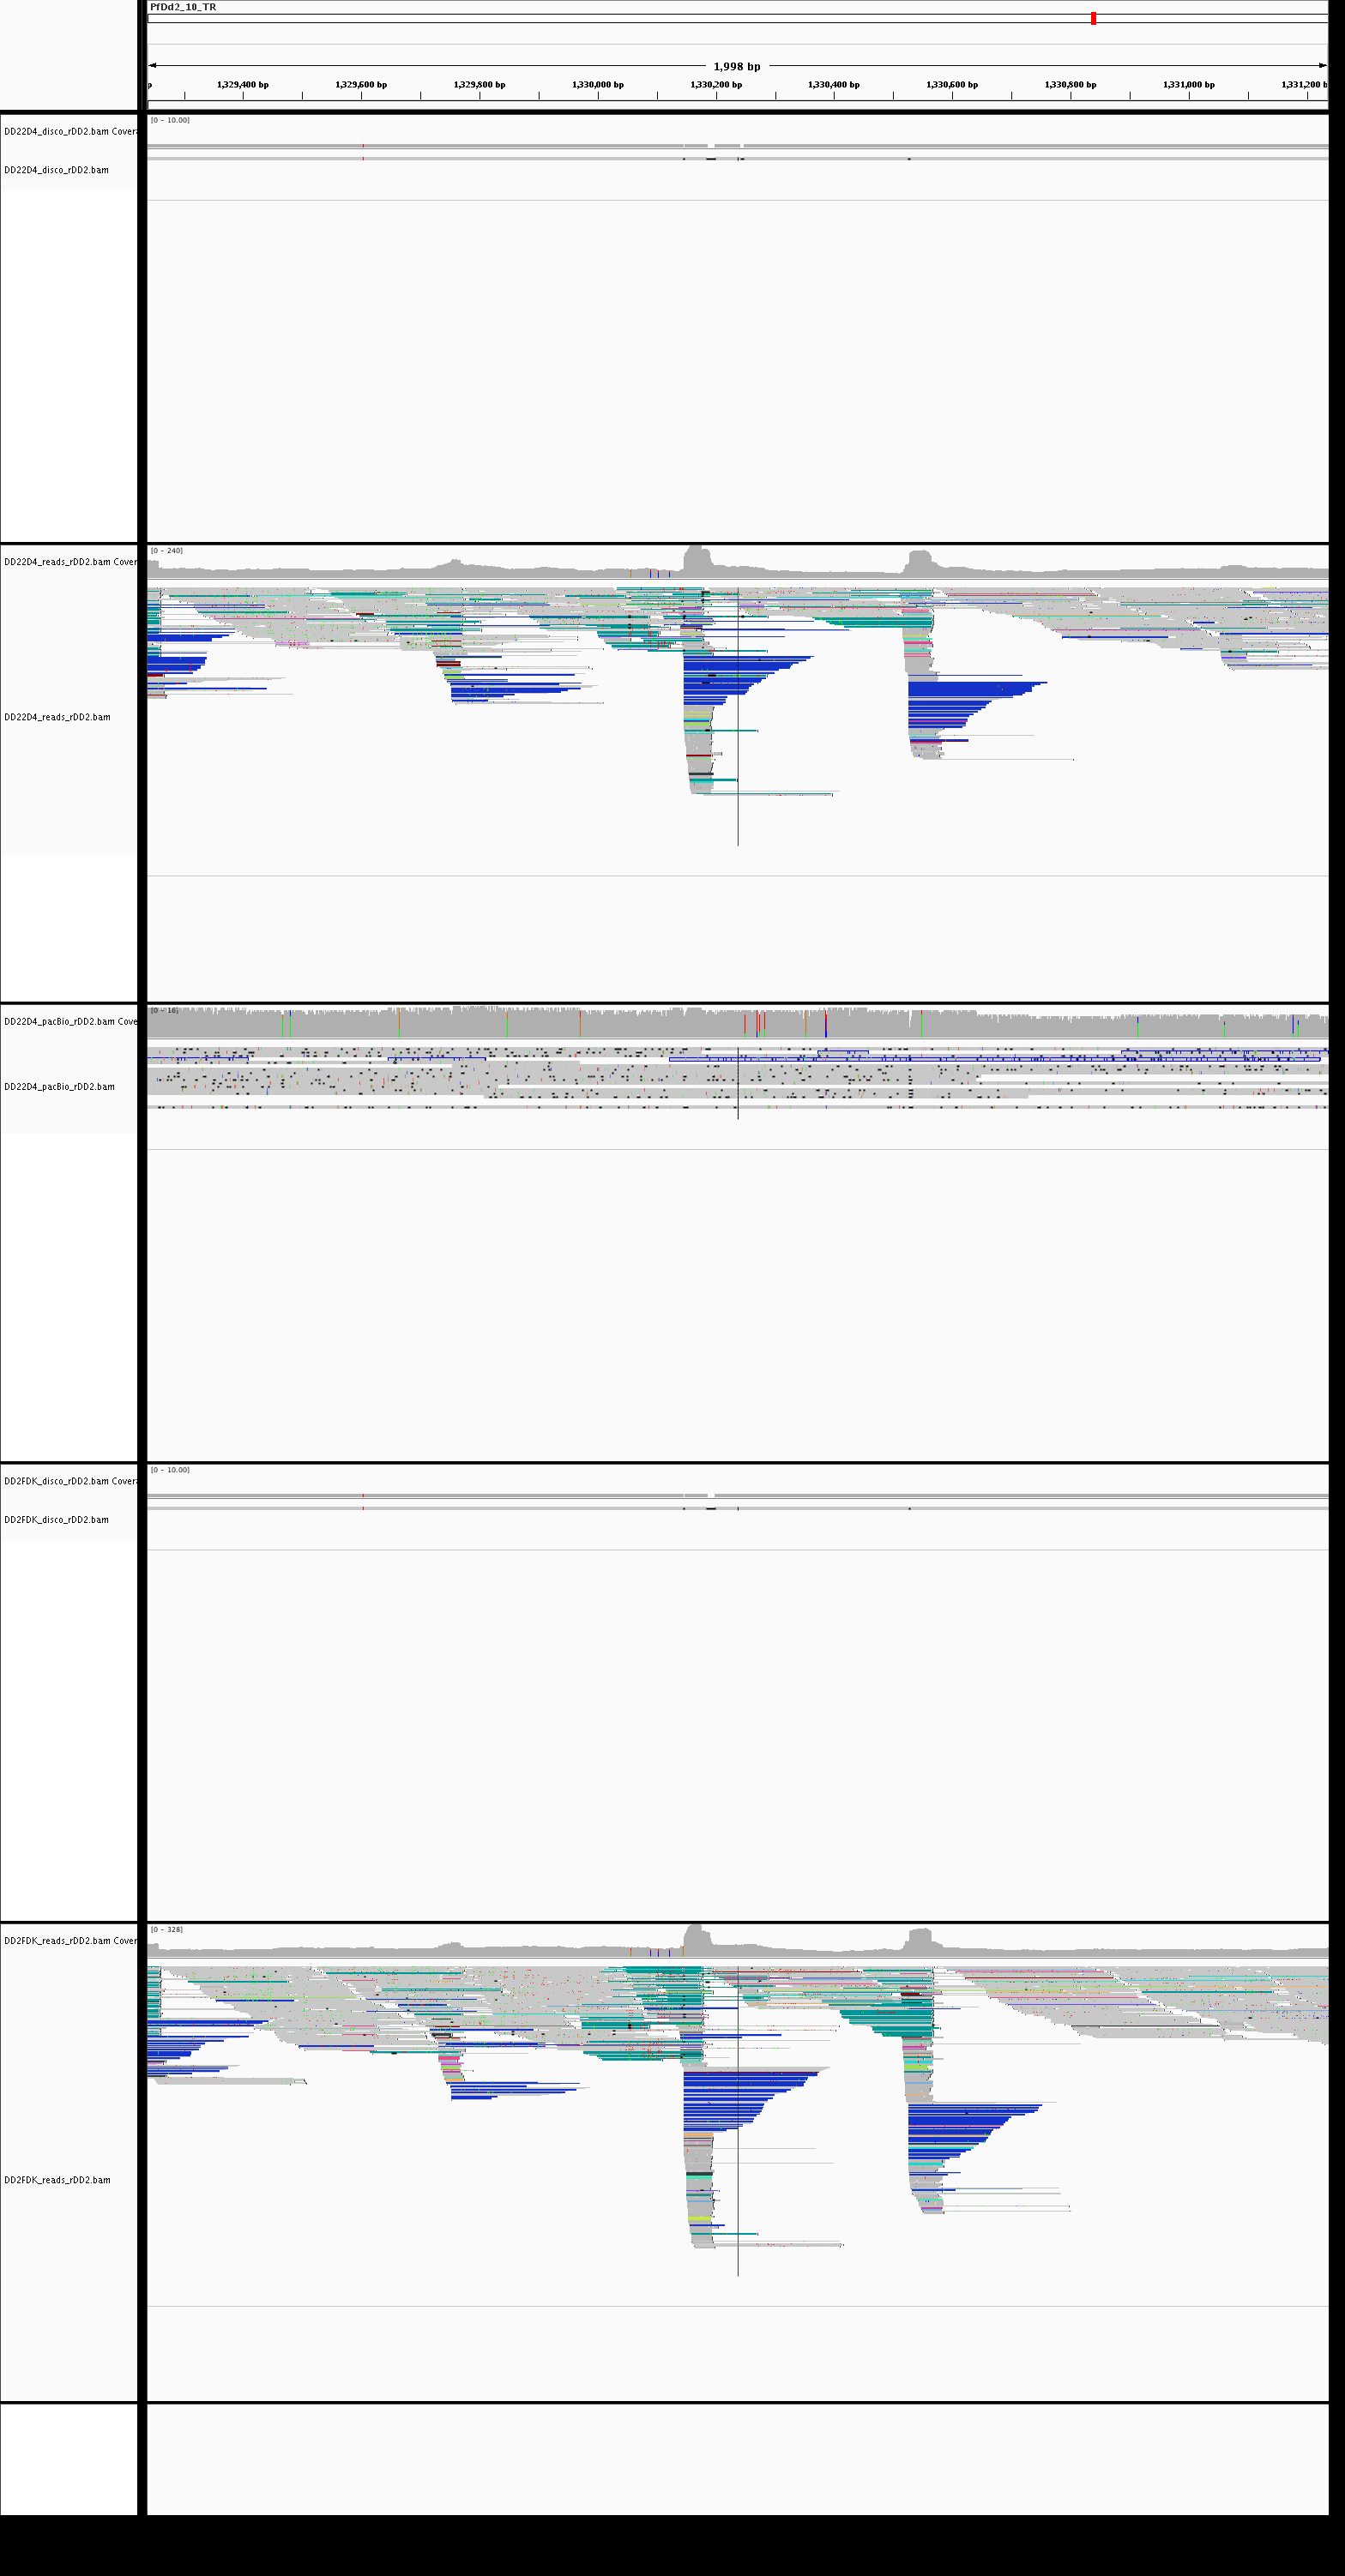 PfDd2_10_TR
1,998 bp
p 1,329,400 bp 1,329,600 bp 1,329,800 bp 1,330,000 bp 1,330,200 bp 1,330,400 bp 1,330,600 bp 1,330,800 bp 1,331,000 bp 1,331,200 b
[0 - 10.00]
DD22D4_disco_rDD2.bam Covera
DD22D4_disco_rDD2.bam
[0 - 240]
DD22D4_reads_rDD2.bam Cover
DD22D4_reads_rDD2.bam
[0 - 16]
DD22D4_pacBio_rDD2.bam Cove
DD22D4_pacBio_rDD2.bam
[0 - 10.00]
DD2FDK_disco_rDD2.bam Covera
DD2FDK_disco_rDD2.bam
[0 - 328]
DD2FDK_reads_rDD2.bam Cover
DD2FDK_reads_rDD2.bam